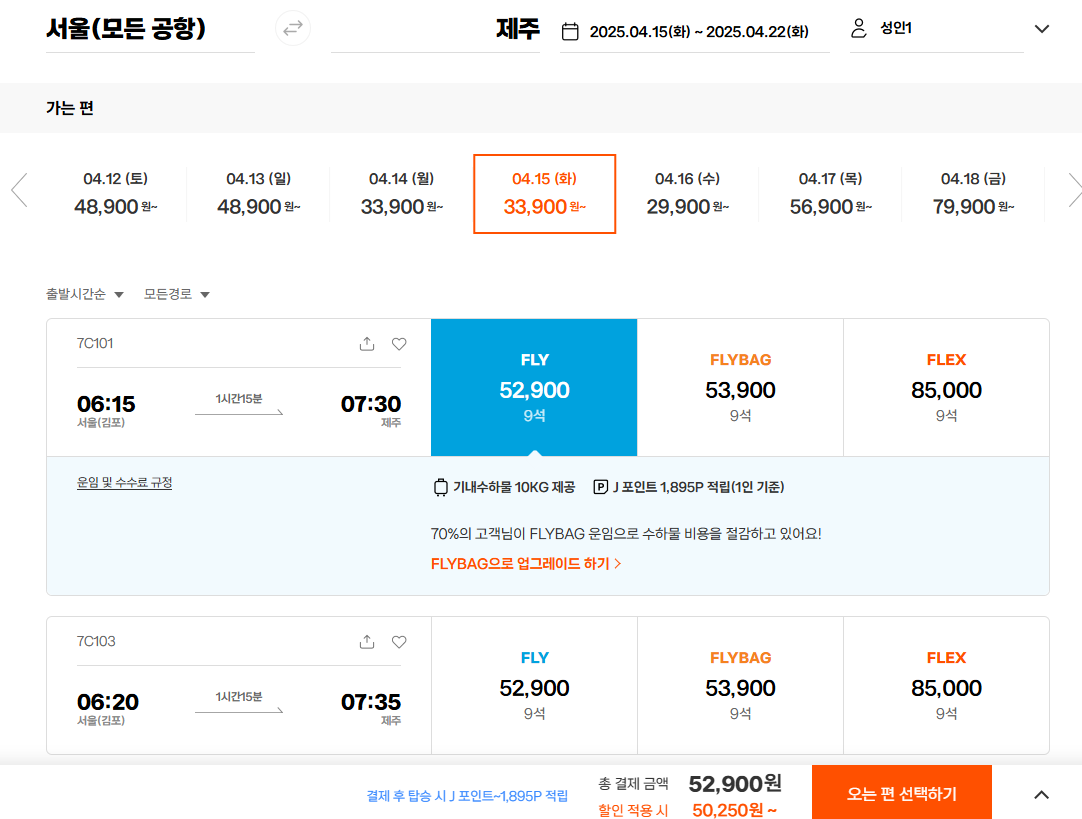 서울(모든 공항)
제주
2025.04.15(화) ~ 2025.04.22(화)
성인1
가는 편
04.12 (토) 04.13 (일) 04.14 (월) 04.15 (화) 04.16 (수) 04.17 (목) 04.18 (금)
48,900 원~ 48,900 원~ 33,900 원~ 33,900 원~ 29,900 원~ 56,900 원~ 79,900 원~
출발시간순 모든경로
7C101
06:15 1시간15분 07:30
서울(김포) 제주
FLY
52,900
9석
FLYBAG
53,900
9석
FLEX
85,000
9석
운임 및 수수료 규정
기내수하물 10KG 제공 P J 포인트 1,895P 적립(1인 기준)
70%의 고객님이 FLYBAG 운임으로 수하물 비용을 절감하고 있어요!
FLYBAG으로 업그레이드 하기
7C103
06:20 1시간15분 07:35
서울(김포) 제주
FLY
52,900
9석
FLYBAG
53,900
9석
FLEX
85,000
9석
결제 후 탑승 시 J 포인트~1,895P 적립
총 결제 금액 52,900원
할인 적용 시 50,250원 ~
오는 편 선택하기